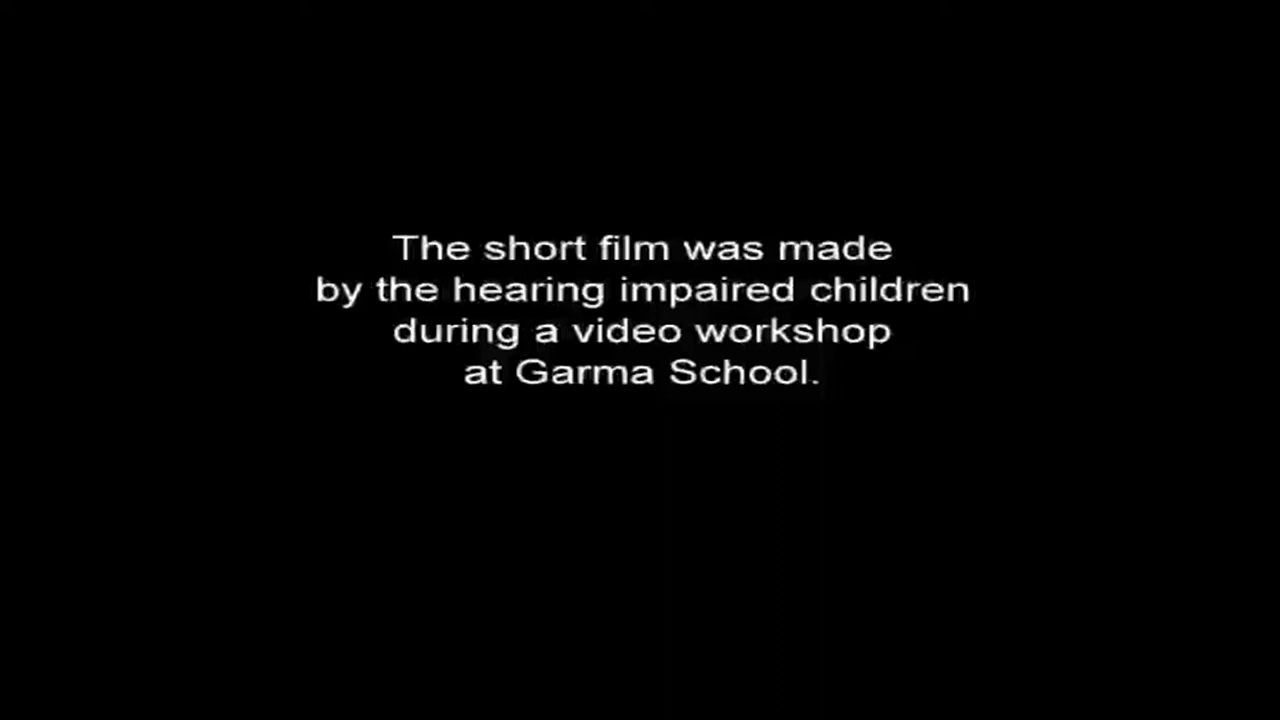 The short film was made
by the hearing impaired children
during a video workshop
at Garma School.